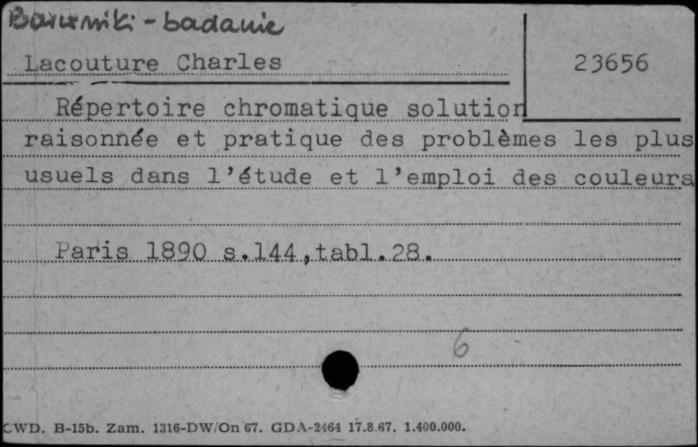 Barwniki - badanie
Lacouture Charles
23656
Répertoire chromatique solution
raisonnée et pratique des problèmes les plus
usuels dans l'étude et l'emploi des couleurs
Paris 1890 s.144,tabl.28.
6
CWD. B-15b. Zam. 1316-DW/On 67. GDA-2464 17.8.67. 1.400.000.